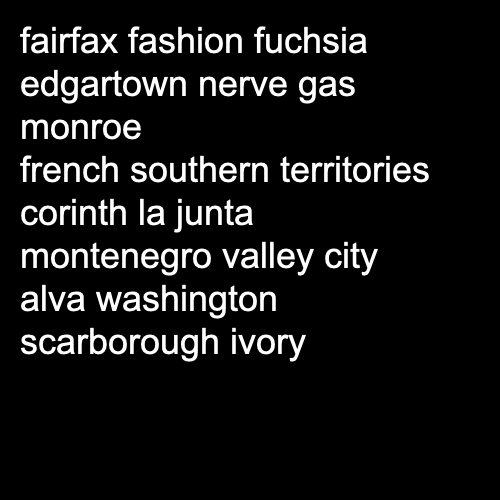 fairfax fashion fuchsia
edgartown nerve gas
monroe
french southern territories
corinth la junta
montenegro valley city
alva washington
scarborough ivory